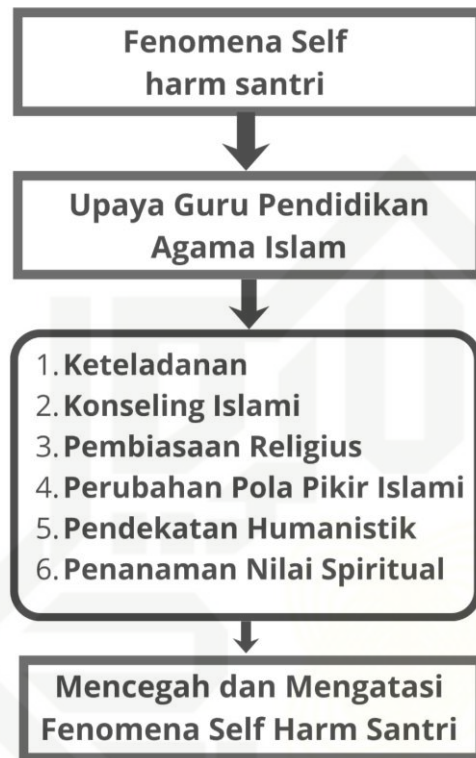 Fenomena Self
harm santri
Upaya Guru Pendidikan
Agama Islam
1. Keteladanan
2. Konseling Islami
3. Pembiasaan Religius
4. Perubahan Pola Pikir Islami
5. Pendekatan Humanistik
6. Penanaman Nilai Spiritual
Mencegah dan Mengatasi
Fenomena Self Harm Santri